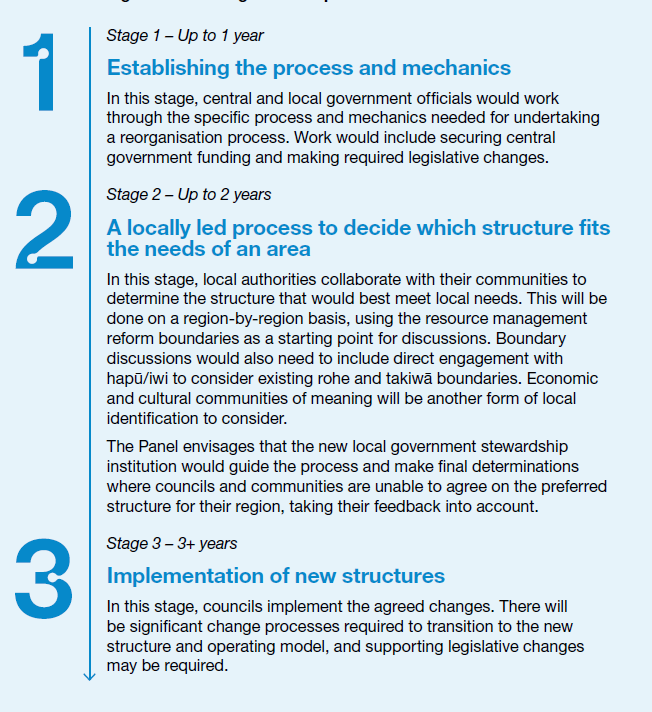 1
Stage 1 – Up to 1 year
Establishing the process and mechanics
In this stage, central and local government officials would work
through the specific process and mechanics needed for undertaking
a reorganisation process. Work would include securing central
government funding and making required legislative changes.
2
Stage 2 – Up to 2 years
A locally led process to decide which structure fits
the needs of an area
In this stage, local authorities collaborate with their communities to
determine the structure that would best meet local needs. This will be
done on a region-by-region basis, using the resource management
reform boundaries as a starting point for discussions. Boundary
discussions would also need to include direct engagement with
hapū/iwi to consider existing rohe and takiwā boundaries. Economic
and cultural communities of meaning will be another form of local
identification to consider.
The Panel envisages that the new local government stewardship
institution would guide the process and make final determinations
where councils and communities are unable to agree on the preferred
structure for their region, taking their feedback into account.
3
Stage 3 – 3+ years
Implementation of new structures
In this stage, councils implement the agreed changes. There will
be significant change processes required to transition to the new
structure and operating model, and supporting legislative changes
may be required.